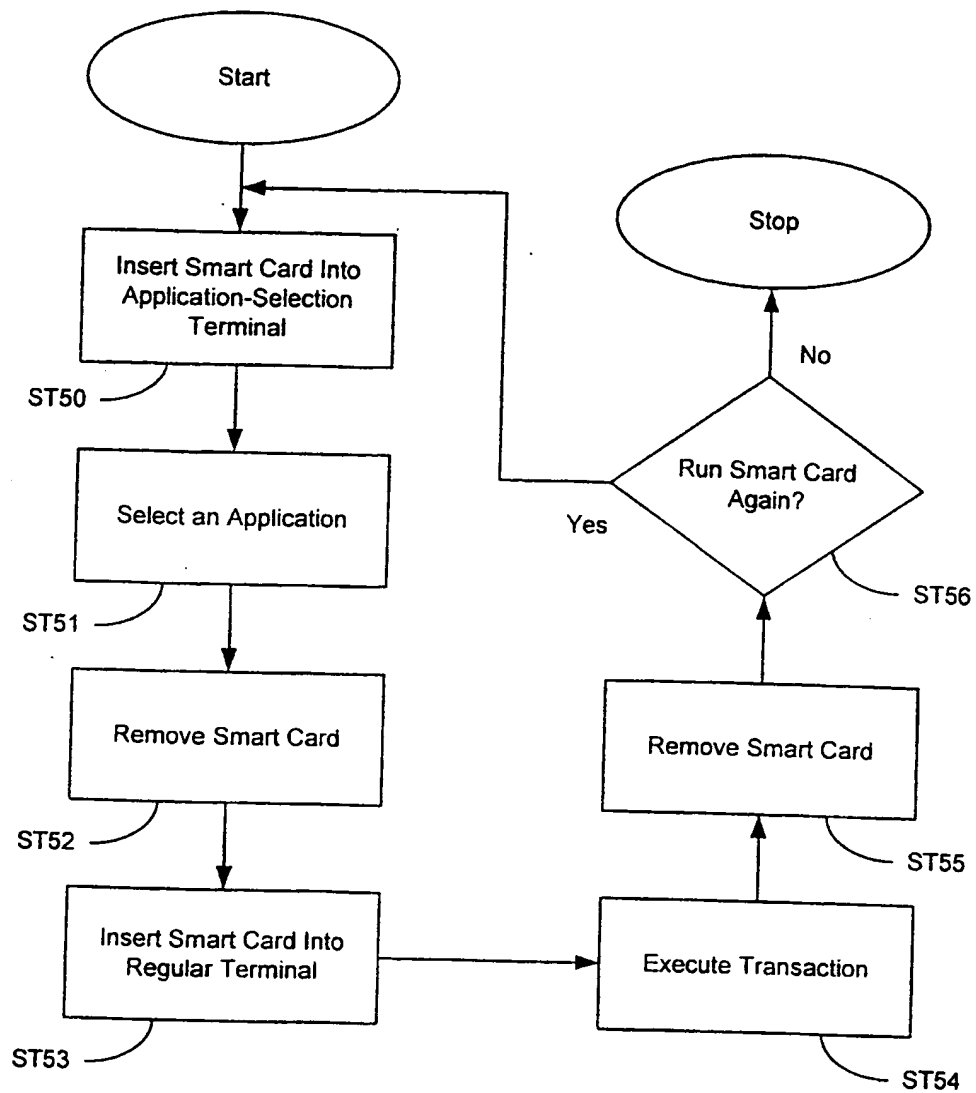 Start
Insert Smart Card Into
Application-Selection
Terminal
ST50
Select an Application
ST51
Remove Smart Card
ST52
Insert Smart Card Into
Regular Terminal
ST53
Execute Transaction
ST54
Remove Smart Card
ST55
Run Smart Card
Again?
ST56
Yes
No
Stop